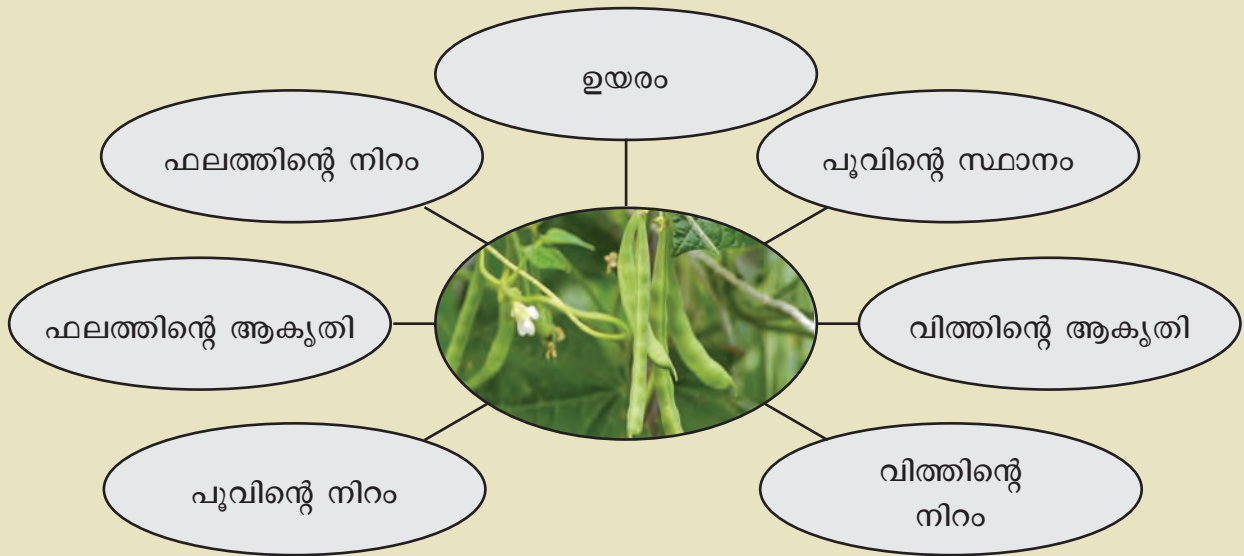 ഉയരം
ഫലത്തിന്റെ നിറം
പൂവിന്റെ സ്ഥാനം
ഫലത്തിന്റെ ആകൃതി
വിത്തിന്റെ ആകൃതി
പൂവിന്റെ നിറം
വിത്തിന്റെ
നിറം